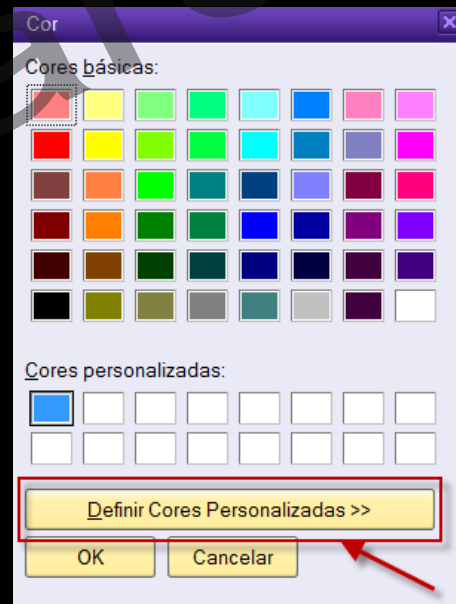 Cor
Cores básicas:
Cores personalizadas:
Definir Cores Personalizadas >>
OK Cancelar